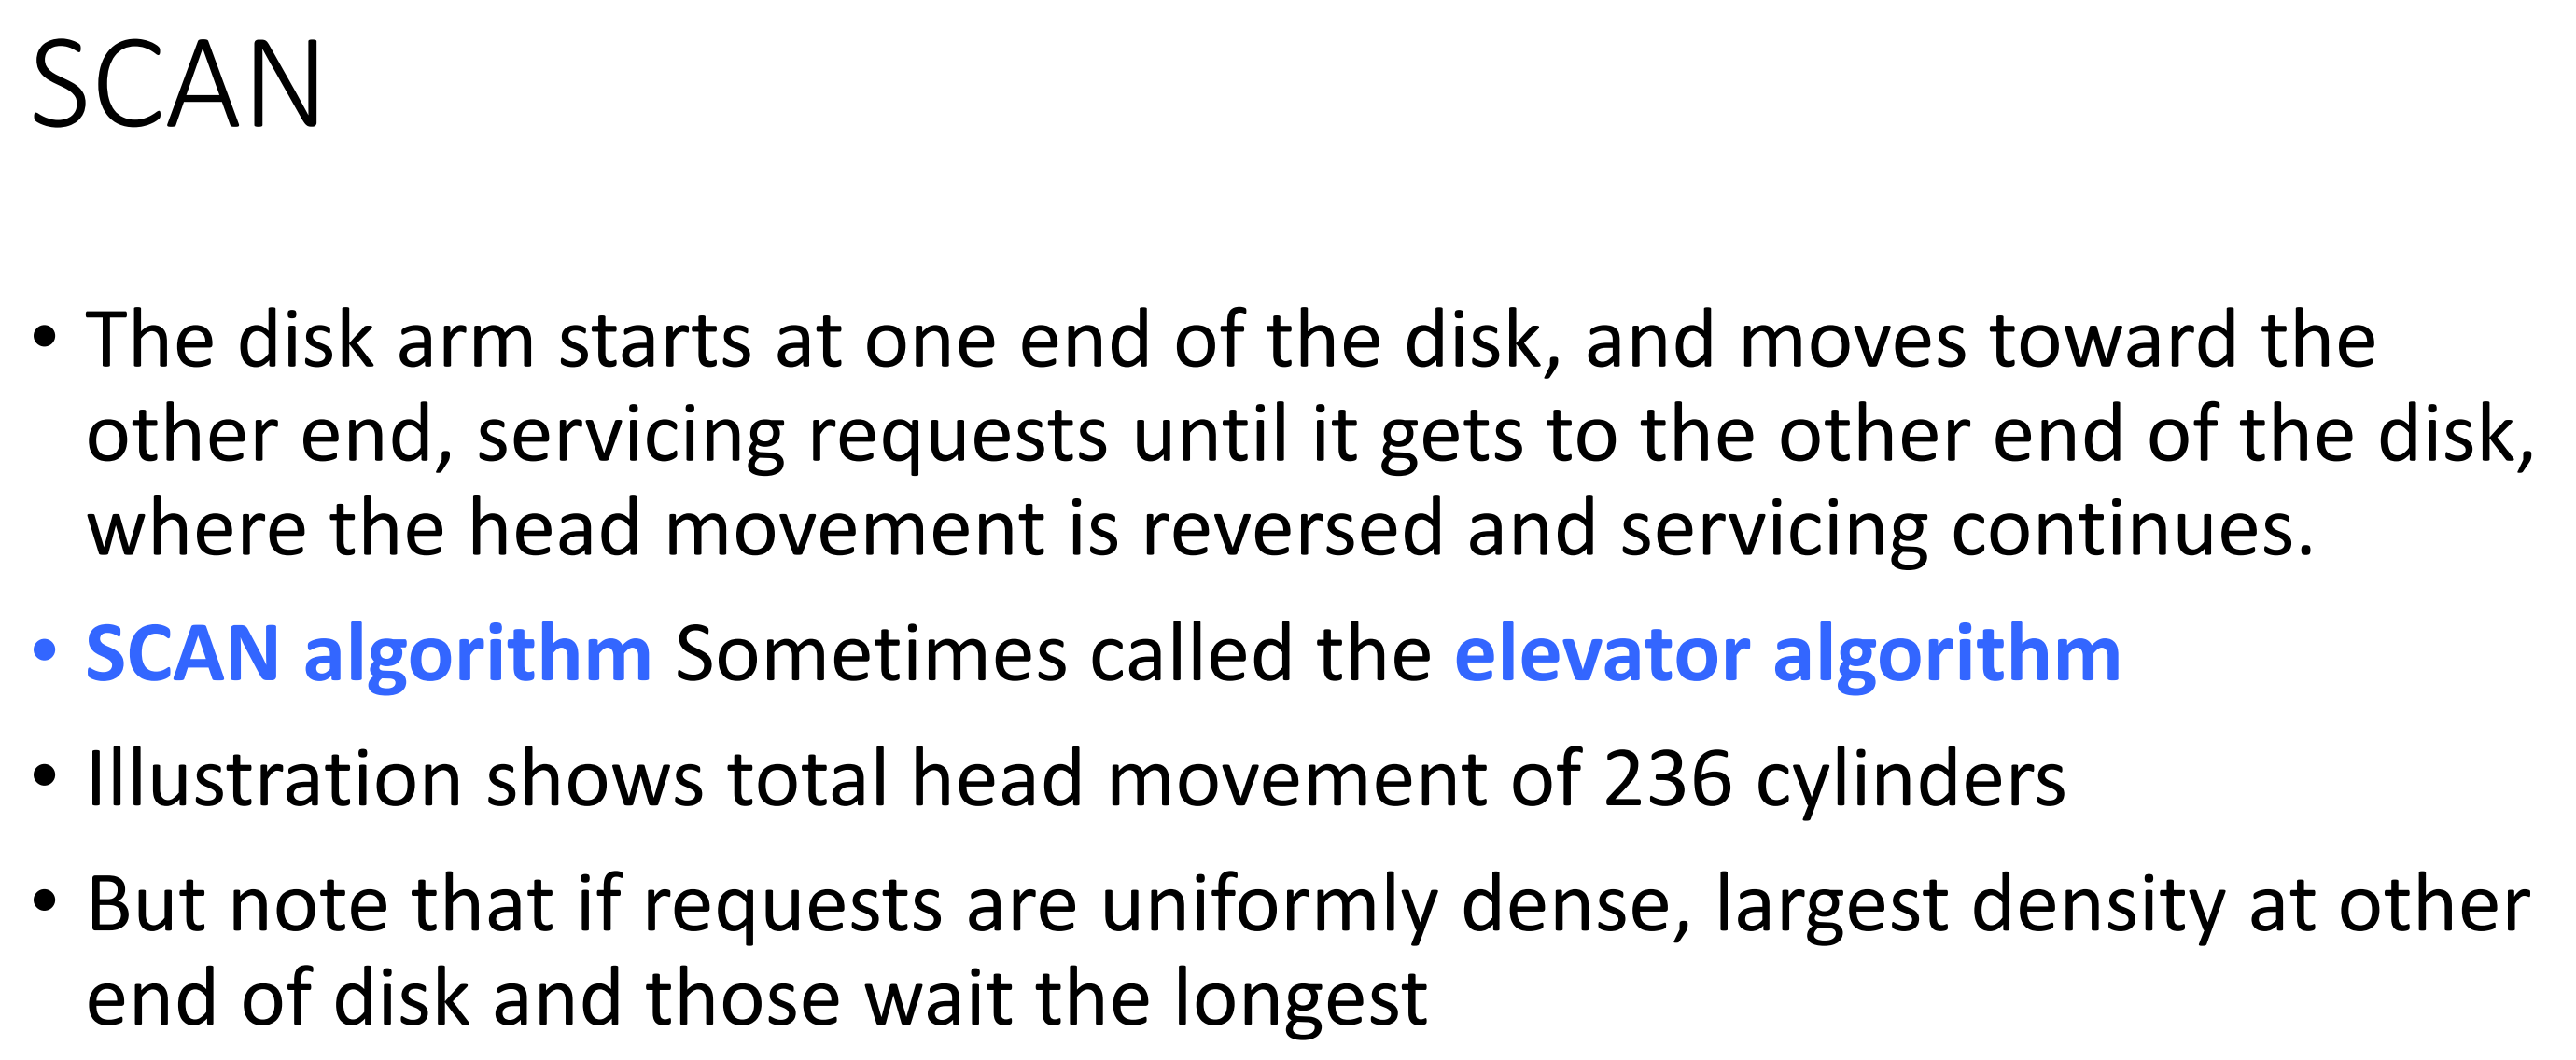 SCAN
• The disk arm starts at one end of the disk, and moves toward the
other end, servicing requests until it gets to the other end of the disk,
where the head movement is reversed and servicing continues.
• SCAN algorithm Sometimes called the elevator algorithm
• Illustration shows total head movement of 236 cylinders
• But note that if requests are uniformly dense, largest density at other
end of disk and those wait the longest